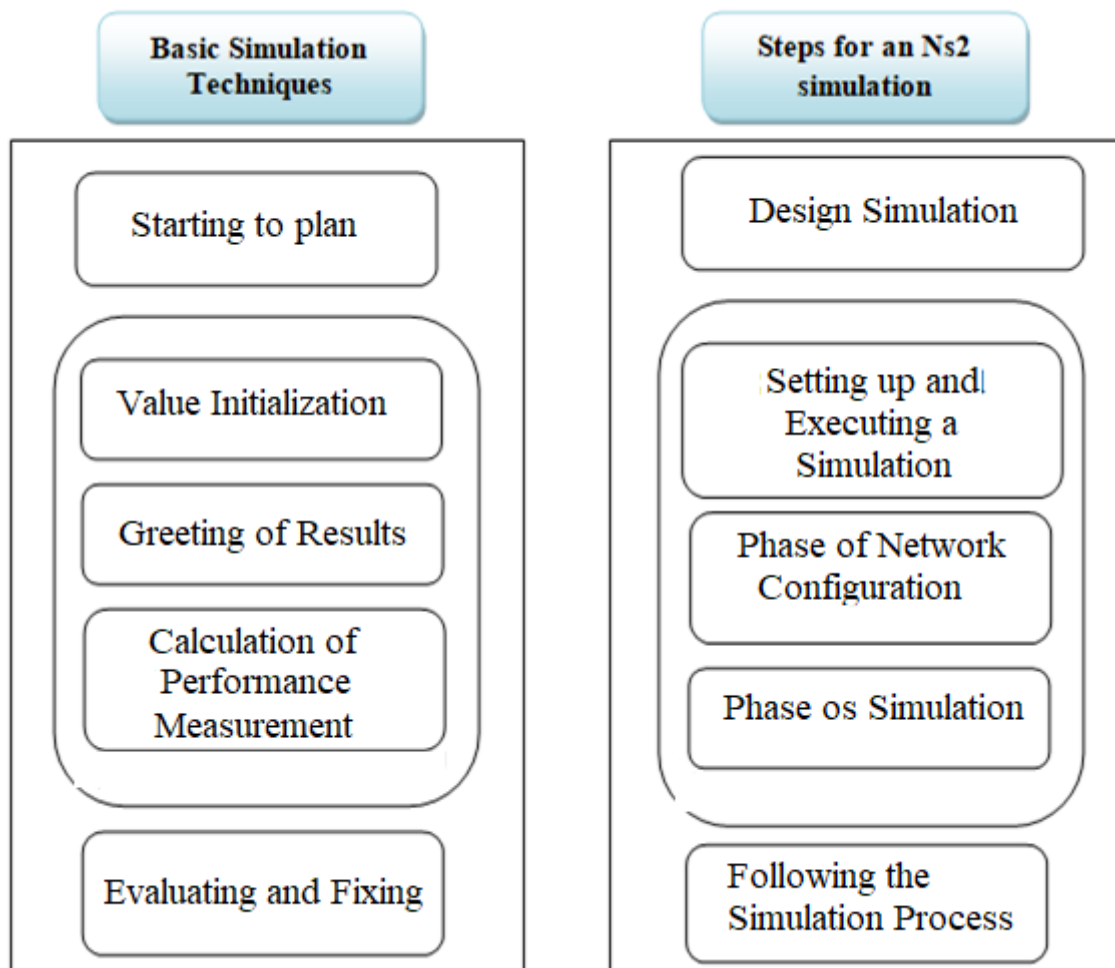 Basic Simulation
Techniques
Starting to plan
Value Initialization
Greeting of Results
Calculation of
Performance
Measurement
Evaluating and Fixing
Steps for an Ns2
simulation
Design Simulation
Setting up and
Executing a
Simulation
Phase of Network
Configuration
Phase os Simulation
Following the
Simulation Process